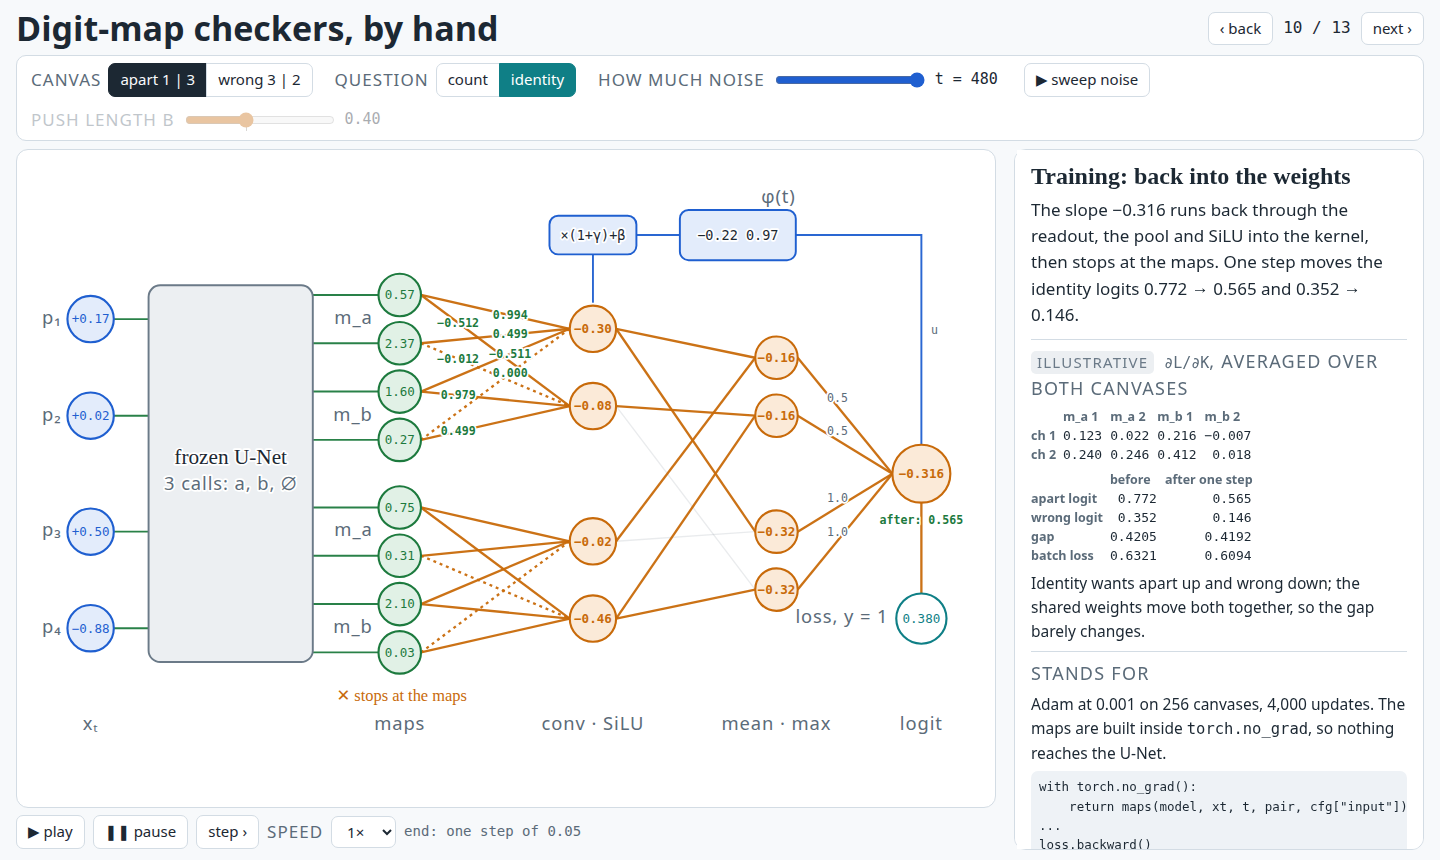 Digit-map checkers, by hand
‹ back 10 / 13 next ›
CANVAS apart 1 | 3 wrong 3 | 2 QUESTION count identity HOW MUCH NOISE t = 480 ▶ sweep noise
PUSH LENGTH B 0.40
φ(t)
×(1+γ)+β −0.22 0.97
p₁ +0.17
p₂ +0.02
p₃ +0.50
p₄ −0.88
frozen U-Net
3 calls: a, b, ∅
0.57
m_a
2.37
1.60
m_b
0.27
0.75
m_a
0.31
2.10
m_b
0.03
−0.512 0.994
0.499
−0.012 −0.511
0.000
0.979
0.499
−0.30
−0.08
−0.02
−0.46
−0.16
−0.16
−0.32
−0.32
u
0.5
0.5
1.0
1.0
−0.316
after: 0.565
loss, y = 1 0.380
✕ stops at the maps
xₜ maps conv · SiLU mean · max logit
▶ play ❚❚ pause step › SPEED 1× end: one step of 0.05
Training: back into the weights
The slope −0.316 runs back through the
readout, the pool and SiLU into the kernel,
then stops at the maps. One step moves the
identity logits 0.772 → 0.565 and 0.352 →
0.146.
ILLUSTRATIVE ∂L/∂K, AVERAGED OVER
BOTH CANVASES
m_a 1 m_a 2 m_b 1 m_b 2
ch 1 0.123 0.022 0.216 −0.007
ch 2 0.240 0.246 0.412 0.018
before after one step
apart logit 0.772 0.565
wrong logit 0.352 0.146
gap 0.4205 0.4192
batch loss 0.6321 0.6094
Identity wants apart up and wrong down; the
shared weights move both together, so the gap
barely changes.
STANDS FOR
Adam at 0.001 on 256 canvases, 4,000 updates. The
maps are built inside torch.no_grad, so nothing
reaches the U-Net.
with torch.no_grad():
return maps(model, xt, t, pair, cfg["input"])
...
loss.backward()